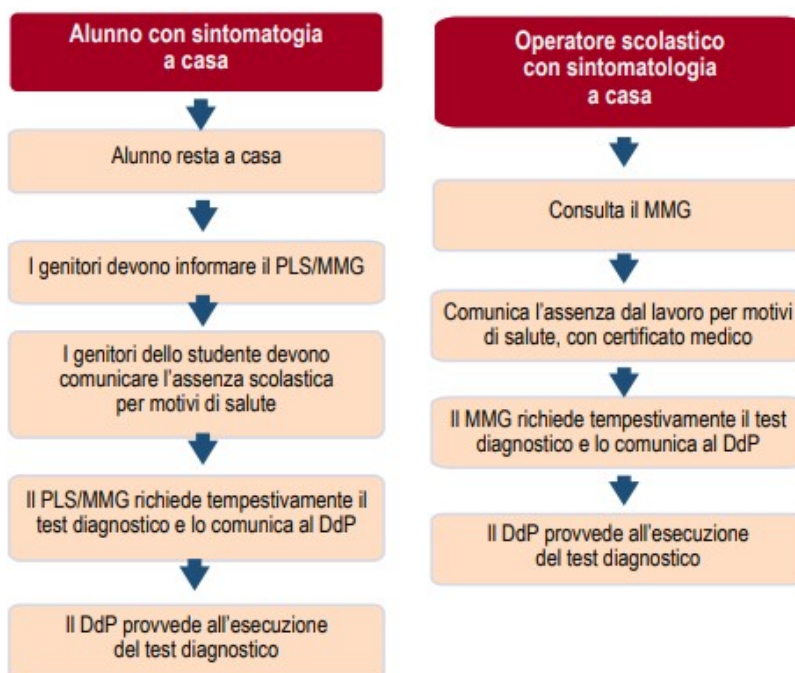 Alunno con sintomatogia
a casa
Alunno resta a casa
I genitori devono informare il PLS/MMG
I genitori dello studente devono
comunicare l'assenza scolastica
per motivi di salute
Il PLS/MMG richiede tempestivamente il
test diagnostico e lo comunica al DdP
Il DdP provvede all'esecuzione
del test diagnostico
Operatore scolastico
con sintomatologia
a casa
Consulta il MMG
Comunica l'assenza dal lavoro per motivi
di salute, con certificato medico
Il MMG richiede tempestivamente il test
diagnostico e lo comunica al DdP
Il DdP provvede all'esecuzione
del test diagnostico